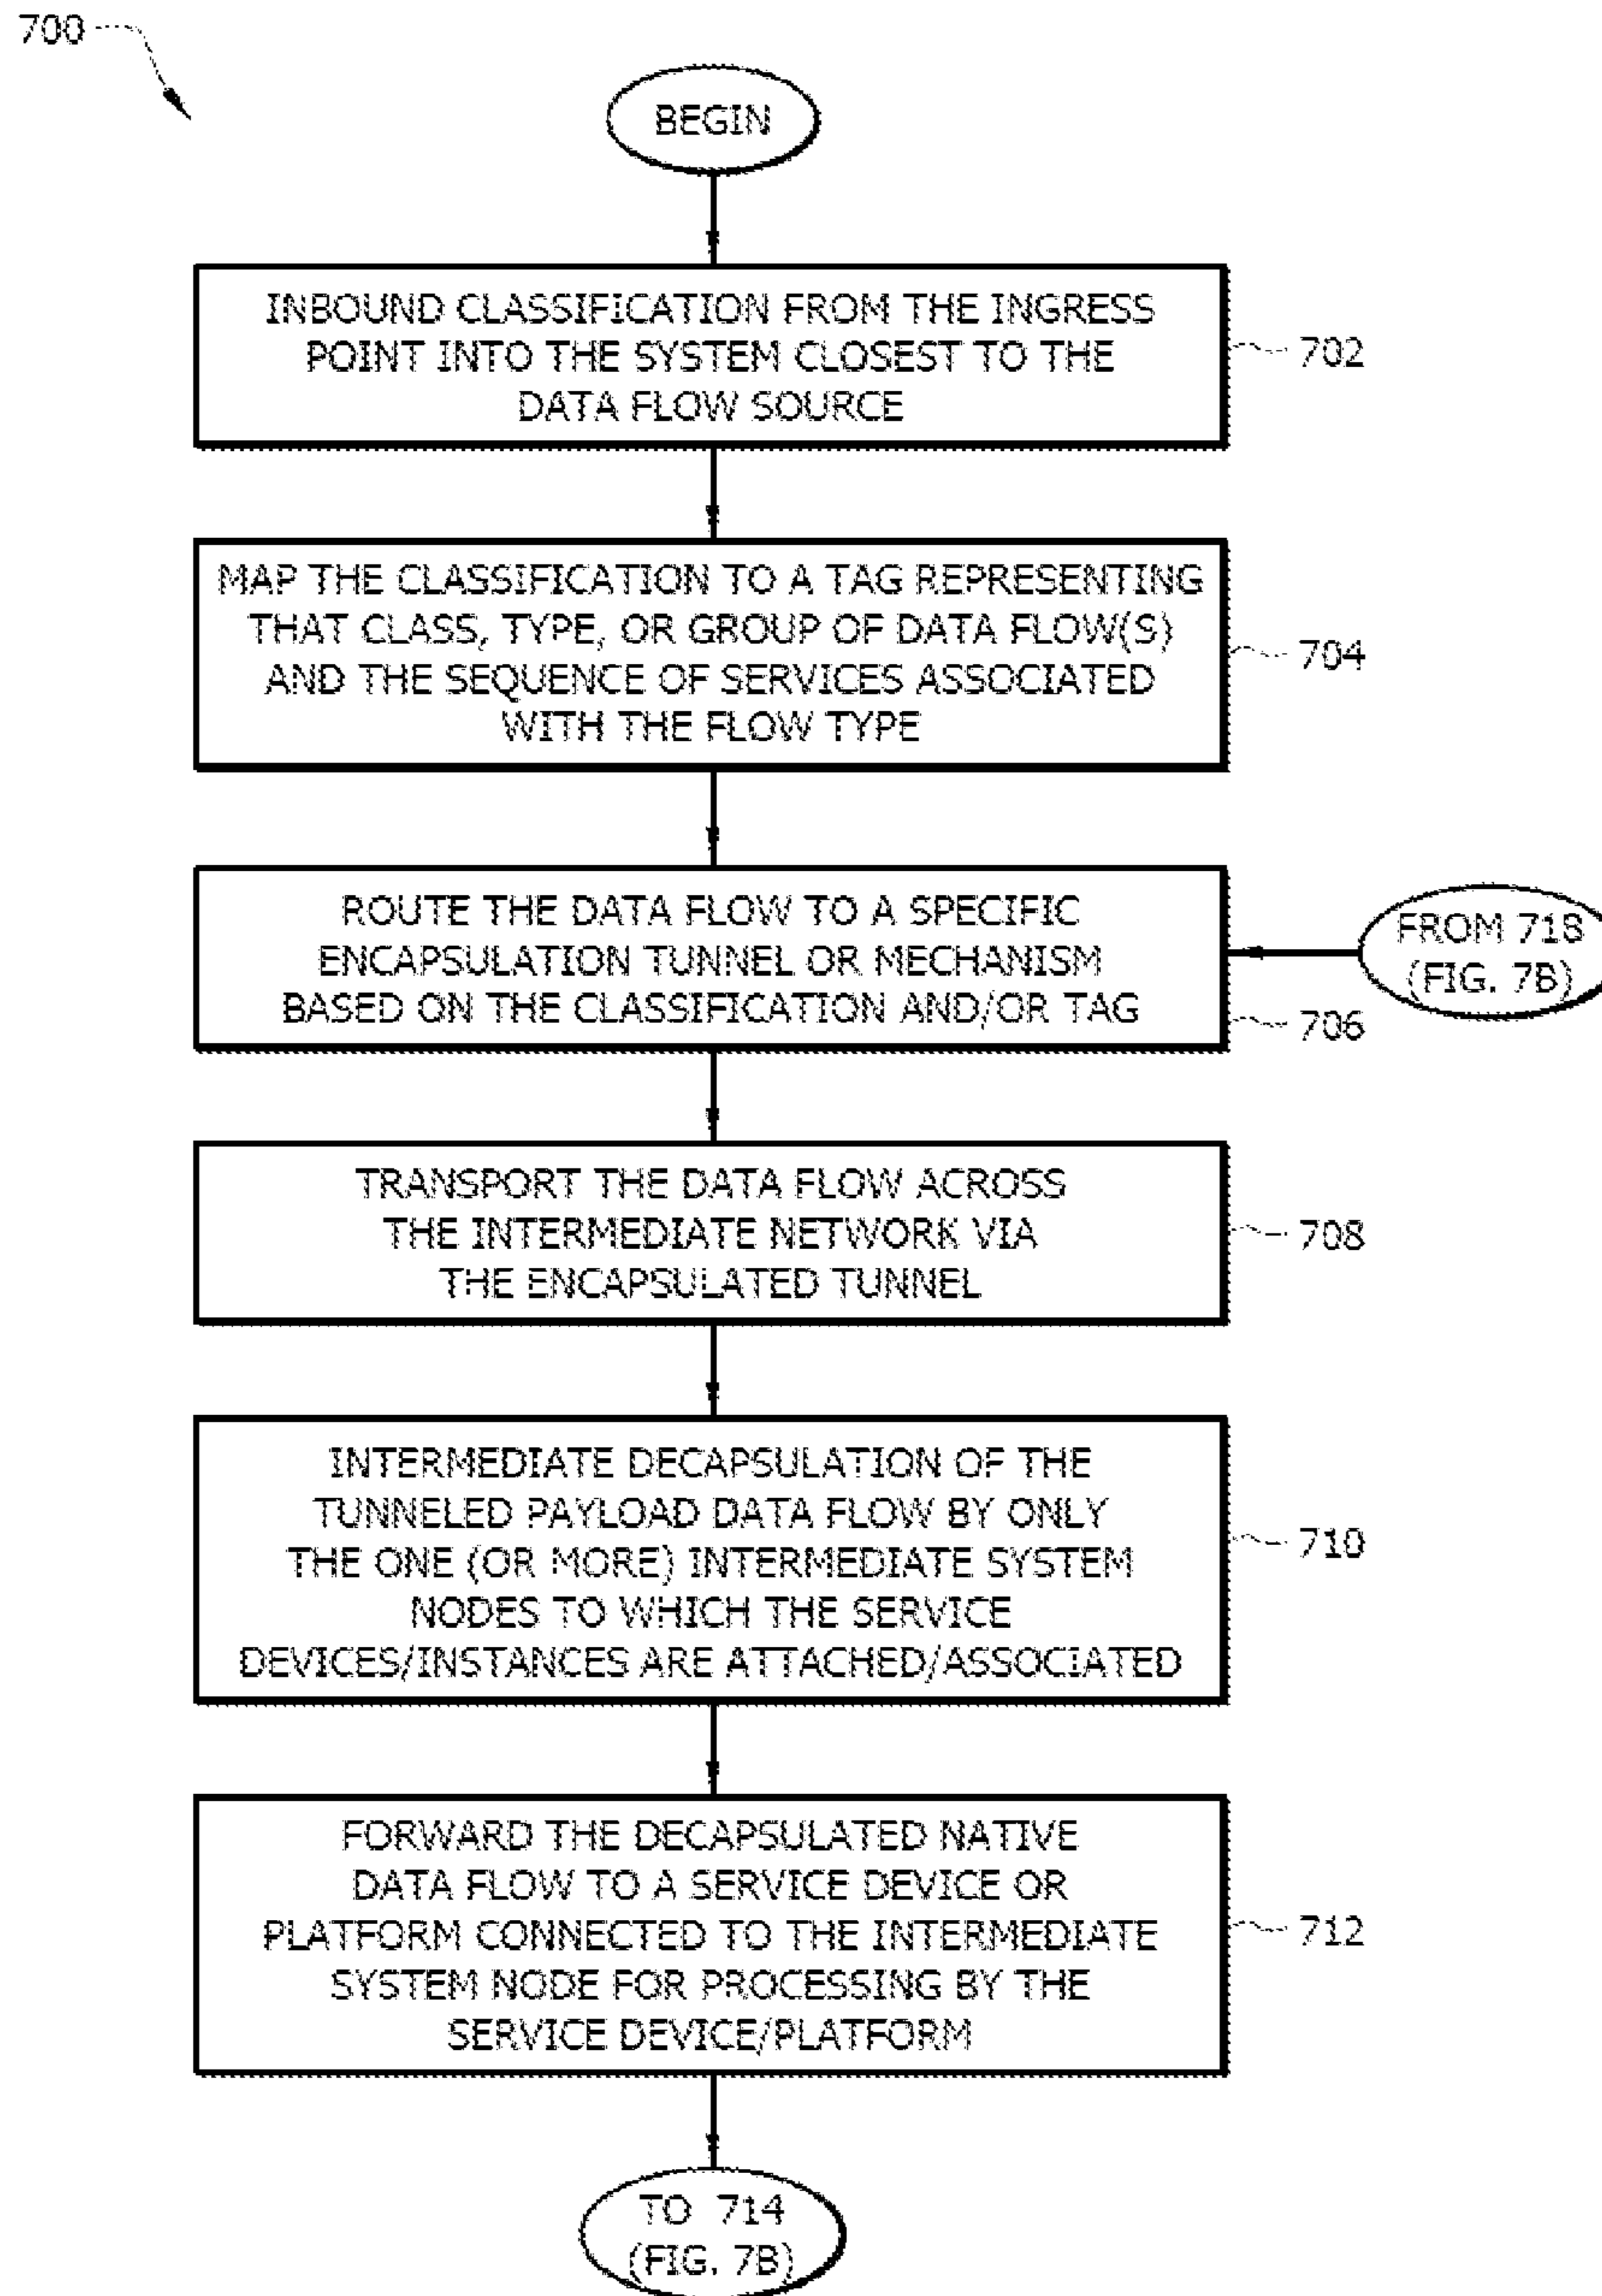 700
BEGIN
INBOUND CLASSIFICATION FROM THE INGRESS
POINT INTO THE SYSTEM CLOSEST TO THE
DATA FLOW SOURCE
702
MAP THE CLASSIFICATION TO A TAG REPRESENTING
THAT CLASS, TYPE, OR GROUP OF DATA FLOW(S)
AND THE SEQUENCE OF SERVICES ASSOCIATED
WITH THE FLOW TYPE
704
ROUTE THE DATA FLOW TO A SPECIFIC
ENCAPSULATION TUNNEL OR MECHANISM
BASED ON THE CLASSIFICATION AND/OR TAG
706
FROM 718
(FIG. 7B)
TRANSPORT THE DATA FLOW ACROSS
THE INTERMEDIATE NETWORK VIA
THE ENCAPSULATED TUNNEL
708
INTERMEDIATE DECAPSULATION OF THE
TUNNELED PAYLOAD DATA FLOW BY ONLY
THE ONE (OR MORE) INTERMEDIATE SYSTEM
NODES TO WHICH THE SERVICE
DEVICES/INSTANCES ARE ATTACHED/ASSOCIATED
710
FORWARD THE DECAPSULATED NATIVE
DATA FLOW TO A SERVICE DEVICE OR
PLATFORM CONNECTED TO THE INTERMEDIATE
SYSTEM NODE FOR PROCESSING BY THE
SERVICE DEVICE/PLATFORM
712
TO 714
(FIG. 7B)